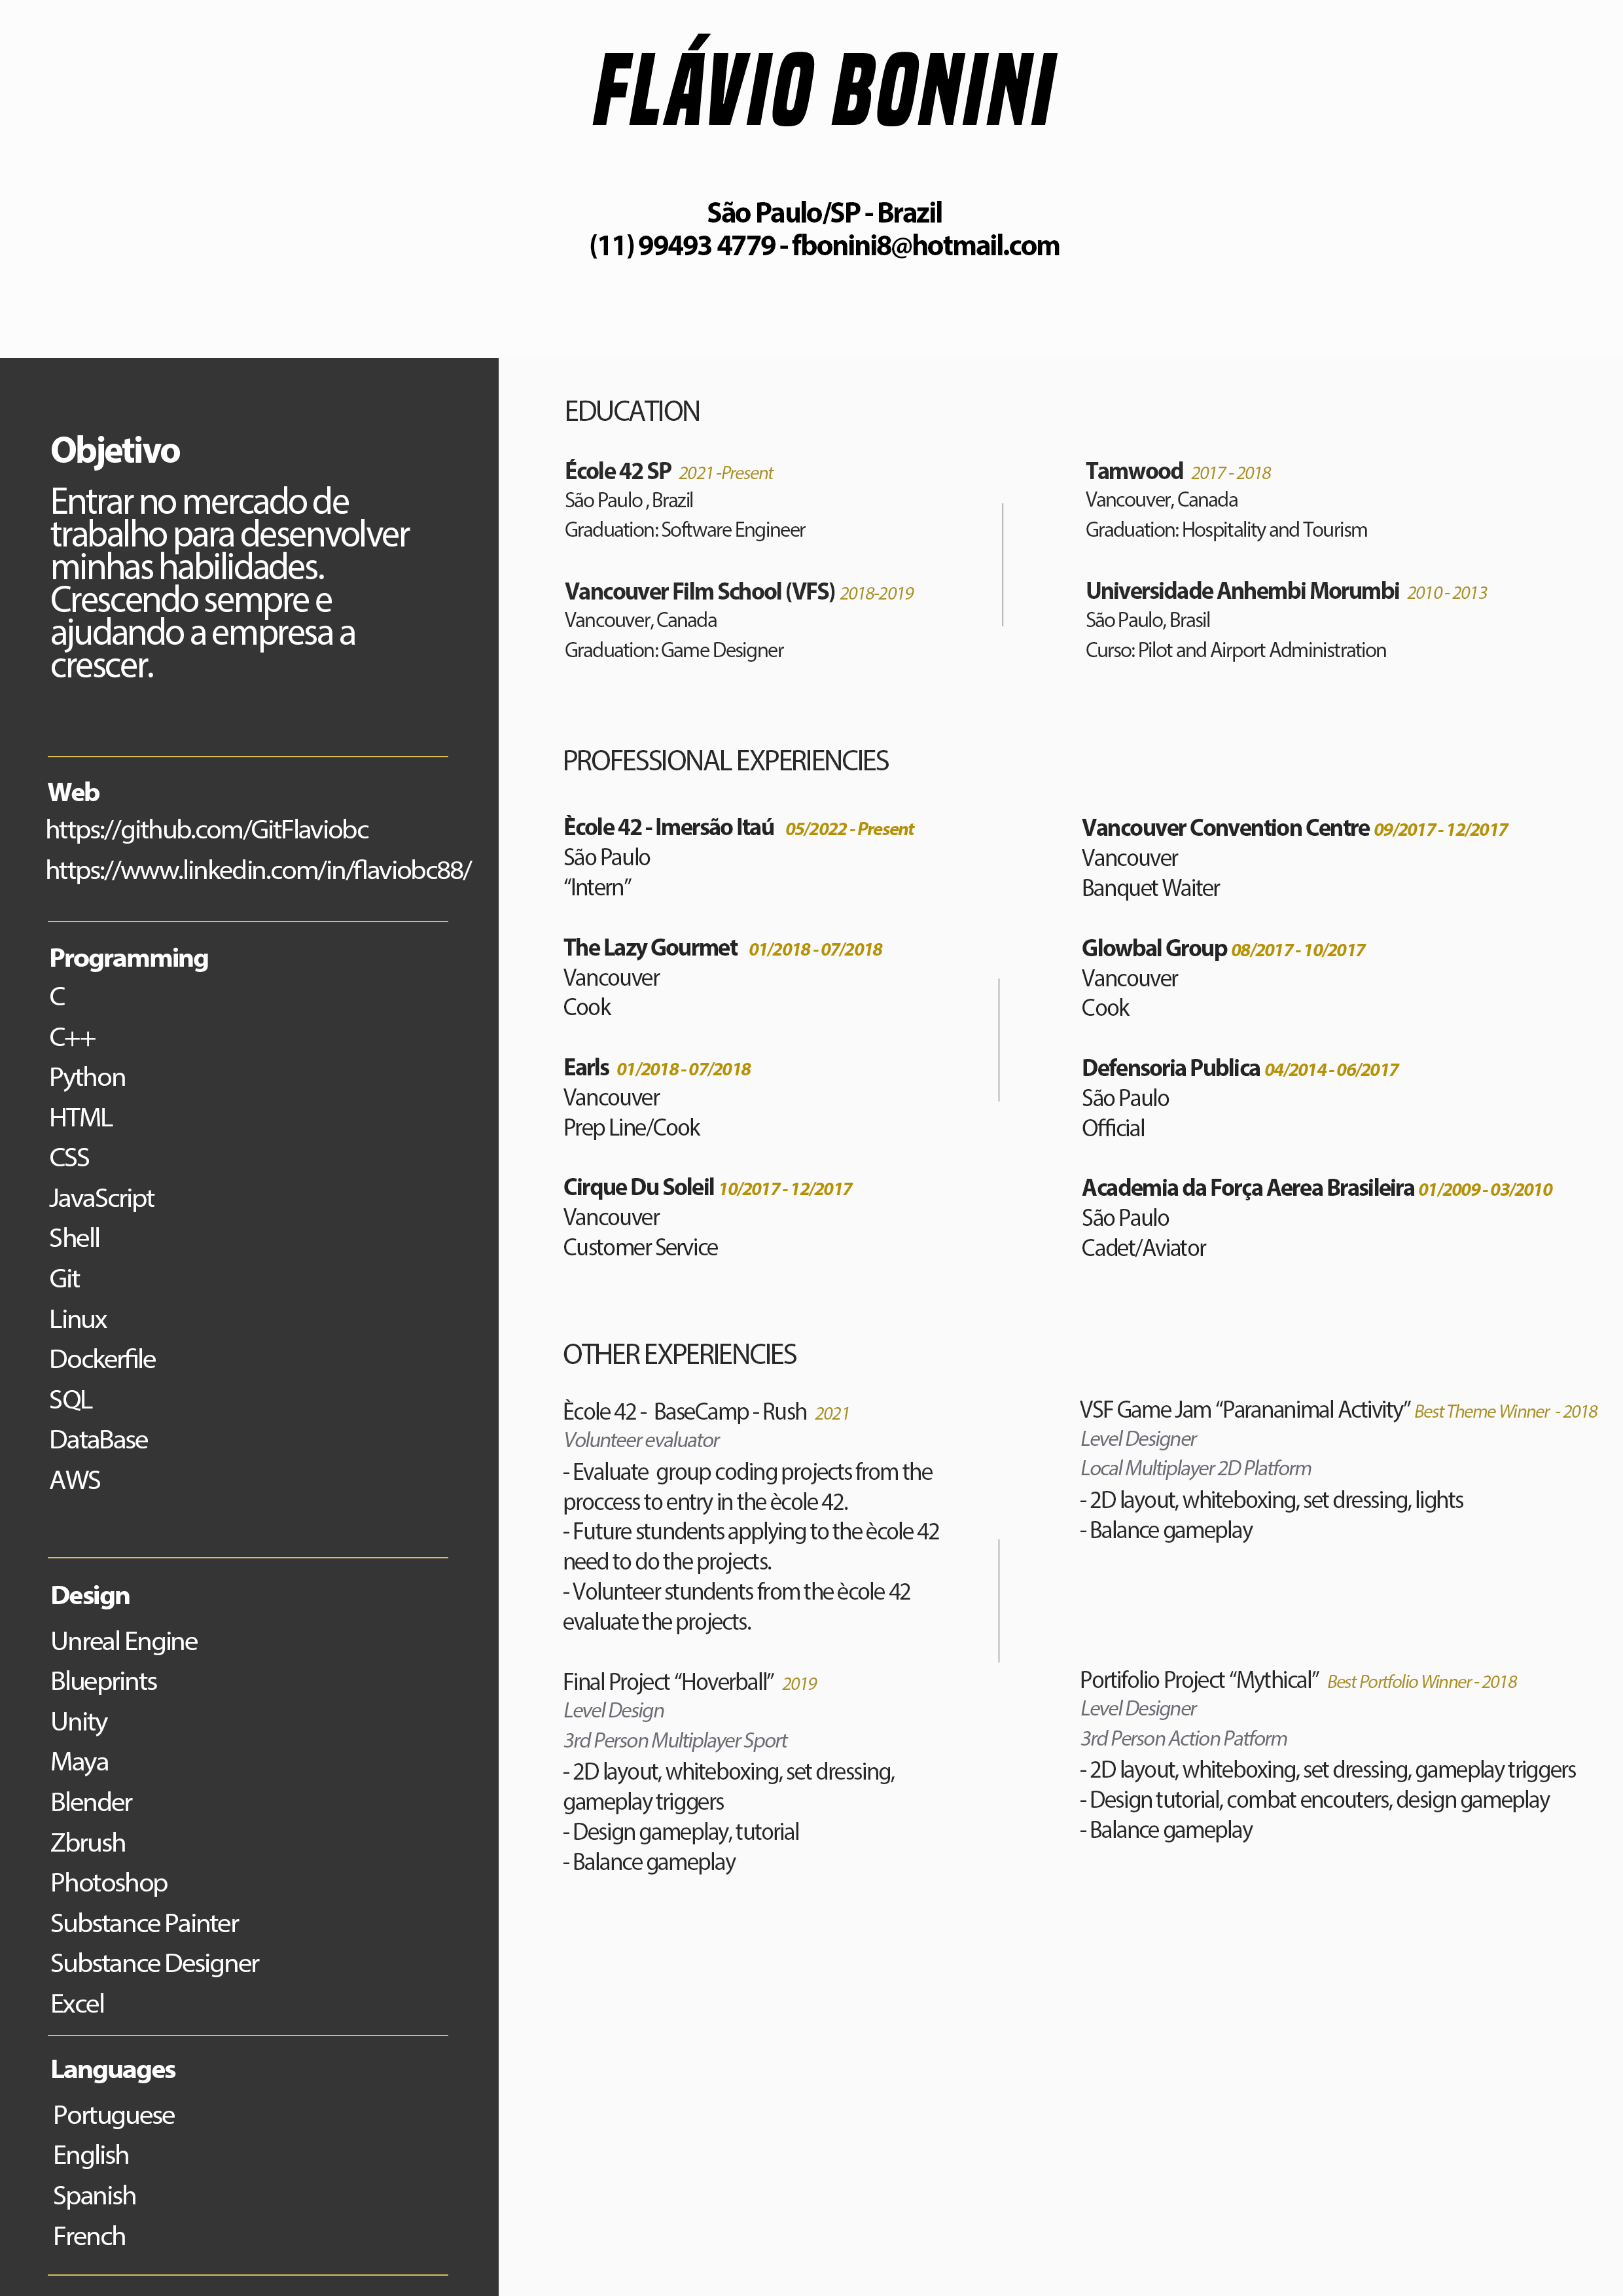 FLÁVIO BONINI
São Paulo/SP - Brazil
(11) 99493 4779 - fbonini8@hotmail.com
Objetivo
Entrar no mercado de
trabalho para desenvolver
minhas habilidades.
Crescendo sempre e
ajudando a empresa a
crescer.
Web
https://github.com/GitFlaviobc
https://www.linkedin.com/in/flaviobc88/
Programming
C
C++
Python
HTML
CSS
JavaScript
Shell
Git
Linux
Dockerfile
SQL
DataBase
AWS
Design
Unreal Engine
Blueprints
Unity
Maya
Blender
Zbrush
Photoshop
Substance Painter
Substance Designer
Excel
Languages
Portuguese
English
Spanish
French
EDUCATION
École 42 SP 2021 -Present
São Paulo , Brazil
Graduation: Software Engineer
Vancouver Film School (VFS) 2018-2019
Vancouver, Canada
Graduation: Game Designer
Tamwood 2017 - 2018
Vancouver, Canada
Graduation: Hospitality and Tourism
Universidade Anhembi Morumbi 2010 - 2013
São Paulo, Brasil
Curso: Pilot and Airport Administration
PROFESSIONAL EXPERIENCIES
Ècole 42 - Imersão Itaú 05/2022 - Present
São Paulo
“Intern”
The Lazy Gourmet 01/2018 - 07/2018
Vancouver
Cook
Earls 01/2018 - 07/2018
Vancouver
Prep Line/Cook
Cirque Du Soleil 10/2017 - 12/2017
Vancouver
Customer Service
Vancouver Convention Centre 09/2017 - 12/2017
Vancouver
Banquet Waiter
Glowbal Group 08/2017 - 10/2017
Vancouver
Cook
Defensoria Publica 04/2014 - 06/2017
São Paulo
Official
Academia da Força Aerea Brasileira 01/2009 - 03/2010
São Paulo
Cadet/Aviator
OTHER EXPERIENCIES
Ècole 42 - BaseCamp - Rush 2021
Volunteer evaluator
- Evaluate group coding projects from the
proccess to entry in the ècole 42.
- Future stundents applying to the ècole 42
need to do the projects.
- Volunteer stundents from the ècole 42
evaluate the projects.
Final Project “Hoverball” 2019
Level Design
3rd Person Multiplayer Sport
- 2D layout, whiteboxing, set dressing,
gameplay triggers
- Design gameplay, tutorial
- Balance gameplay
VSF Game Jam “Parananimal Activity” Best Theme Winner - 2018
Level Designer
Local Multiplayer 2D Platform
- 2D layout, whiteboxing, set dressing, lights
- Balance gameplay
Portifolio Project “Mythical” Best Portfolio Winner - 2018
Level Designer
3rd Person Action Patform
- 2D layout, whiteboxing, set dressing, gameplay triggers
- Design tutorial, combat encouters, design gameplay
- Balance gameplay